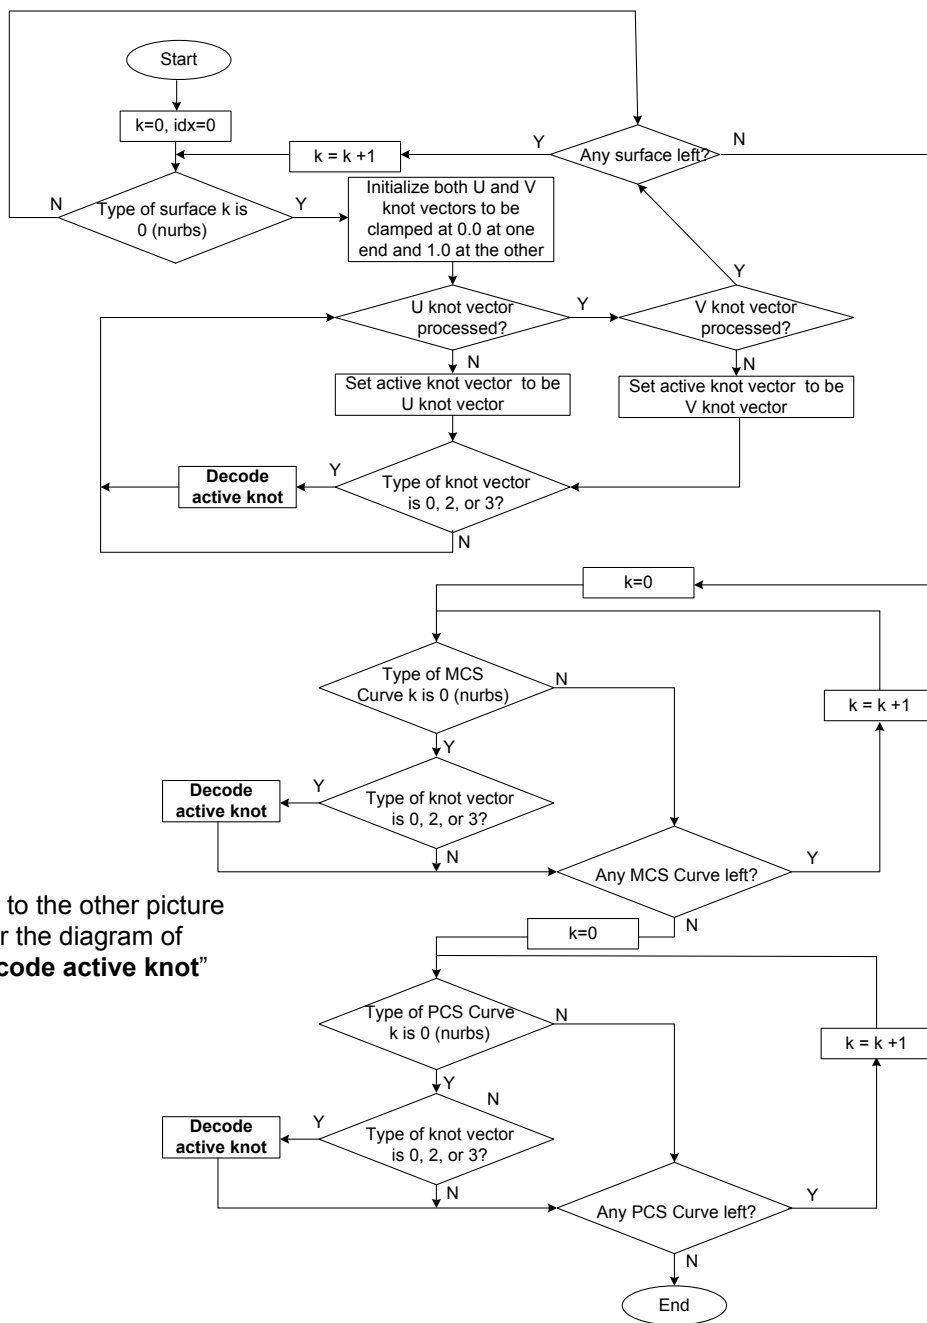 Start
k=0, idx=0
Y
N
k = k +1
Any surface left?
N
Type of surface k is
0 (nurbs)
Y
Initialize both U and V
knot vectors to be
clamped at 0.0 at one
end and 1.0 at the other
Y
U knot vector
processed?
Y
V knot vector
processed?
N
N
Set active knot vector to be
U knot vector
Set active knot vector to be
V knot vector
Decode
active knot
Y
Type of knot vector
is 0, 2, or 3?
N
k=0
Type of MCS
Curve k is 0 (nurbs)
N
k = k +1
Y
Decode
active knot
Y
Type of knot vector
is 0, 2, or 3?
N
Any MCS Curve left?
Y
to the other picture
r the diagram of
code active knot”
k=0
N
Type of PCS Curve
k is 0 (nurbs)
N
k = k +1
Y
N
Decode
active knot
Y
Type of knot vector
is 0, 2, or 3?
N
Any PCS Curve left?
Y
N
End